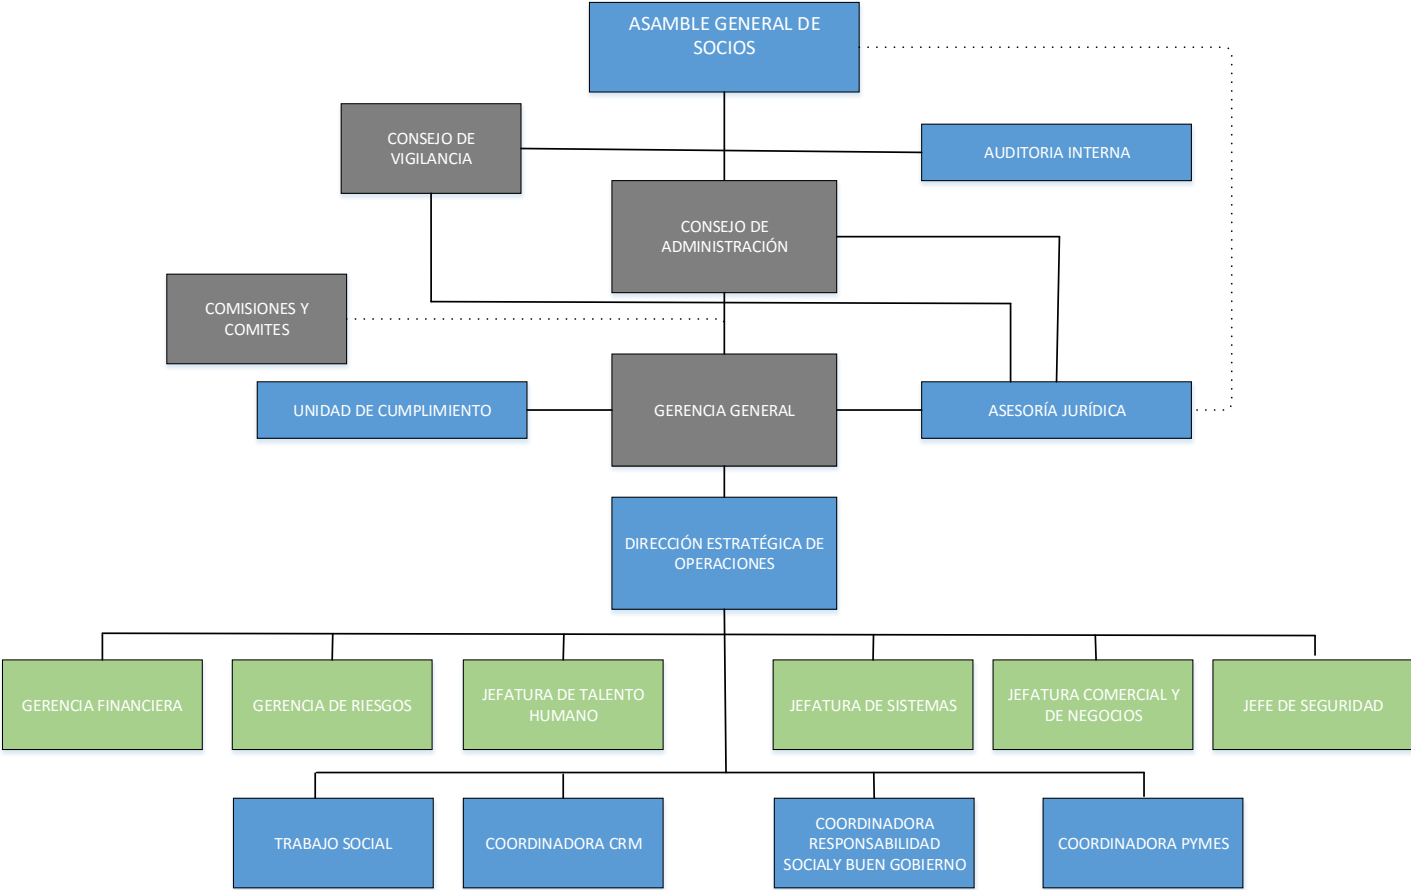 ASAMBLE GENERAL DE
SOCIOS
CONSEJO DE
VIGILANCIA
AUDITORIA INTERNA
CONSEJO DE
ADMINISTRACIÓN
COMISIONES Y
COMITES
UNIDAD DE CUMPLIMIENTO
GERENCIA GENERAL
ASESORÍA JURÍDICA
DIRECCIÓN ESTRATÉGICA DE
OPERACIONES
GERENCIA FINANCIERA
GERENCIA DE RIESGOS
JEFATURA DE TALENTO
HUMANO
JEFATURA DE SISTEMAS
JEFATURA COMERCIAL Y
DE NEGOCIOS
JEFE DE SEGURIDAD
TRABAJO SOCIAL
COORDINADORA CRM
COORDINADORA
RESPONSABILIDAD
SOCIALY BUEN GOBIERNO
COORDINADORA PYMES